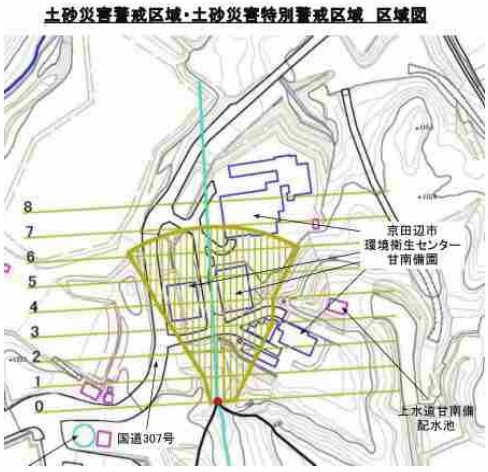 土砂災害警戒区域・土砂災害特別警戒区域 区域図
8
7
6
5
4
3
2
1
0
京田辺市
環境衛生センター
甘南備園
上水道甘南備
配水池
国道307号